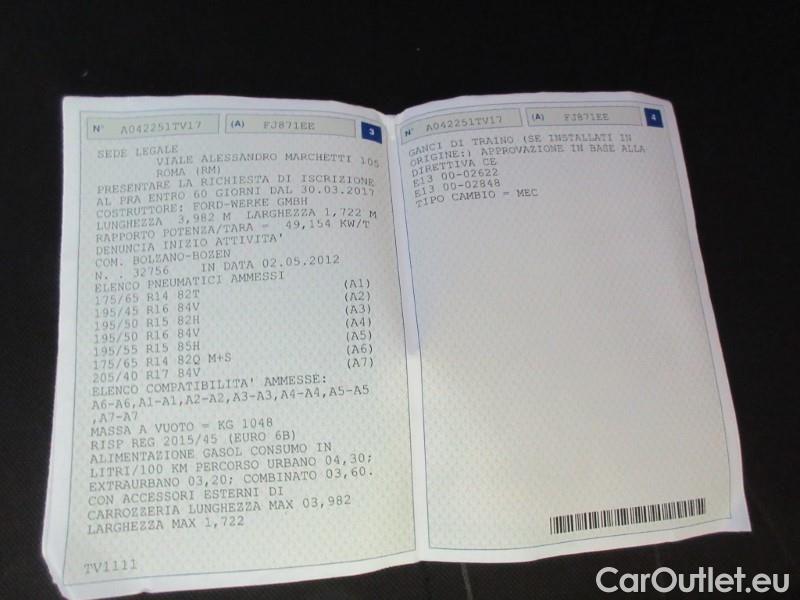 N° A042251TV17 (A) FJ871EE 3
SEDE LEGALE
VIALE ALESSANDRO MARCHETTI 105
ROMA (RM)
PRESENTARE LA RICHIESTA DI ISCRIZIONE
AL PRA ENTRO 60 GIORNI DAL 30.03.2017
COSTRUTTORE: FORD-WERKE GMBH
LUNGHEZZA 3,982 M LARGHEZZA 1,722 M
RAPPORTO POTENZA/TARA = 49,154 KW/T
DENUNCIA INIZIO ATTIVITA'
COM. BOLZANO-BOZEN
N. . 32756 IN DATA 02.05.2012
ELENCO PNEUMATICI AMMESSI
175/65 R14 82T (A1)
195/45 R16 84V (A2)
195/50 R15 82H (A3)
195/50 R16 84V (A4)
195/55 R15 85H (A5)
175/65 R14 82Q M+S (A6)
205/40 R17 84V (A7)
ELENCO COMPATIBILITA' AMMESSE:
A6-A6,A1-A1,A2-A2,A3-A3,A4-A4,A5-A5
,A7-A7
MASSA A VUOTO = KG 1048
RISP REG 2015/45 (EURO 6B)
ALIMENTAZIONE GASOL CONSUMO IN
LITRI/100 KM PERCORSO URBANO 04,30;
EXTRAURBANO 03,20; COMBINATO 03,60.
CON ACCESSORI ESTERNI DI
CARROZZERIA LUNGHEZZA MAX 03,982
LARGHEZZA MAX 1,722
TV1111
N° A042251TV17 (A) FJ871EE 4
GANCI DI TRAINO (SE INSTALLATI IN
ORIGINE:) APPROVAZIONE IN BASE ALLA
DIRETTIVA CE
E13 00-02622
E13 00-02848
TIPO CAMBIO = MEC
CarOutlet.eu